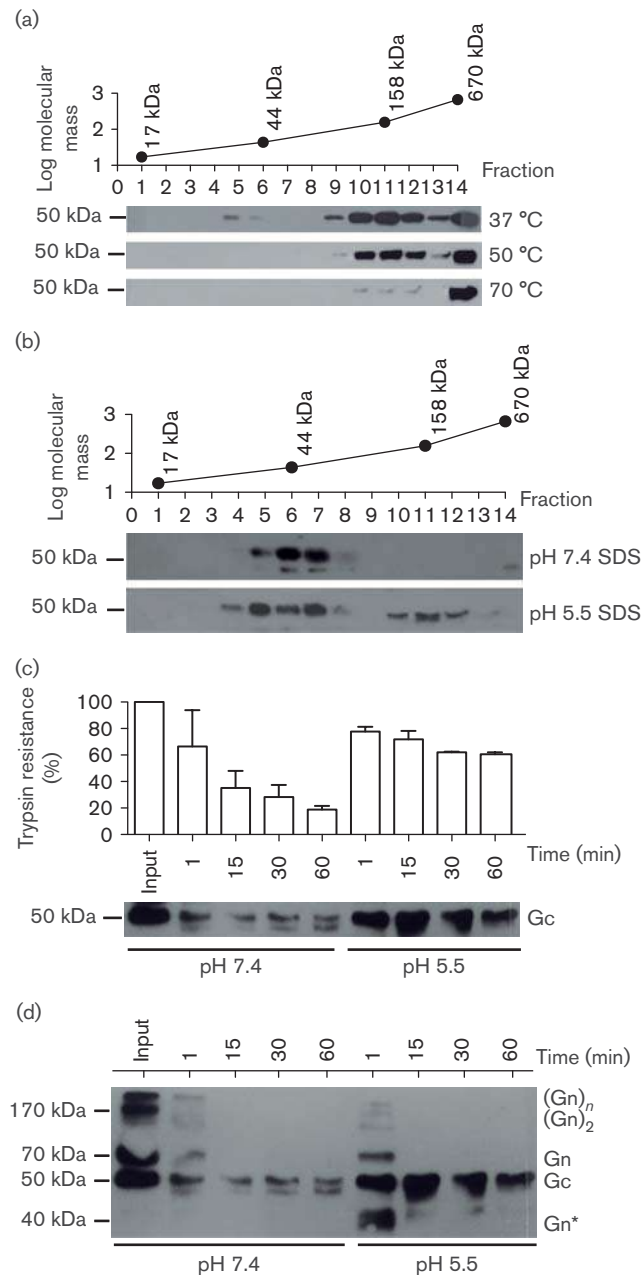 (a)
17 kDa
44 kDa
158 kDa
670 kDa
Log molecular
mass
3
2
1
0 1 2 3 4 5 6 7 8 9 10 11 12 1314
Fraction
50 kDa
37 °C
50 kDa
50 °C
50 kDa
70 °C
(b)
17 kDa
44 kDa
158 kDa
670 kDa
Log molecular
mass
3
2
1
0 1 2 3 4 5 6 7 8 9 10 11 12 13 14
Fraction
50 kDa
pH 7.4 SDS
50 kDa
pH 5.5 SDS
(c)
Trypsin resistance
(%)
100
80
60
40
20
0
Input 1 15 30 60 1 15 30 60
Time (min)
50 kDa
Gc
pH 7.4 pH 5.5
(d)
Input 1 15 30 60 1 15 30 60
Time (min)
170 kDa
70 kDa
50 kDa
40 kDa
(Gn)n
(Gn)2
Gn
Gc
Gn*
pH 7.4 pH 5.5